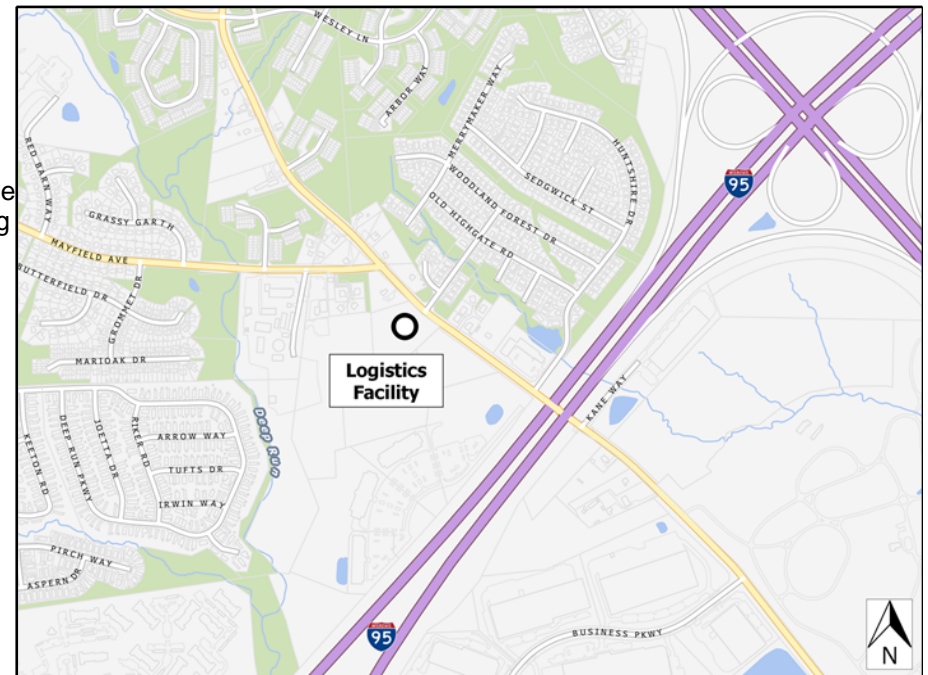 WESLEY LN
ARBOR WAY
MERRYMAKER WAY
HUNTSHIRE DR
RED BARN WAY
SEDGWICK ST
WOODLAND FOREST DR
INTERSTATE
95
e
g
GRASSY GARTH
OLD HIGHGATE RD
MAYFIELD AVE
BUTTERFIELD DR
GROMMET DR
MARIOAK DR
Logistics
Facility
KANE WAY
KEETON RD
DEEP RUN PKWY
JOETTA DR
RIKER RD
ARROW WAY
Deep Run
TUFTS DR
IRWIN WAY
PIRCH WAY
ASPERN DR
INTERSTATE
95
BUSINESS PKWY
N